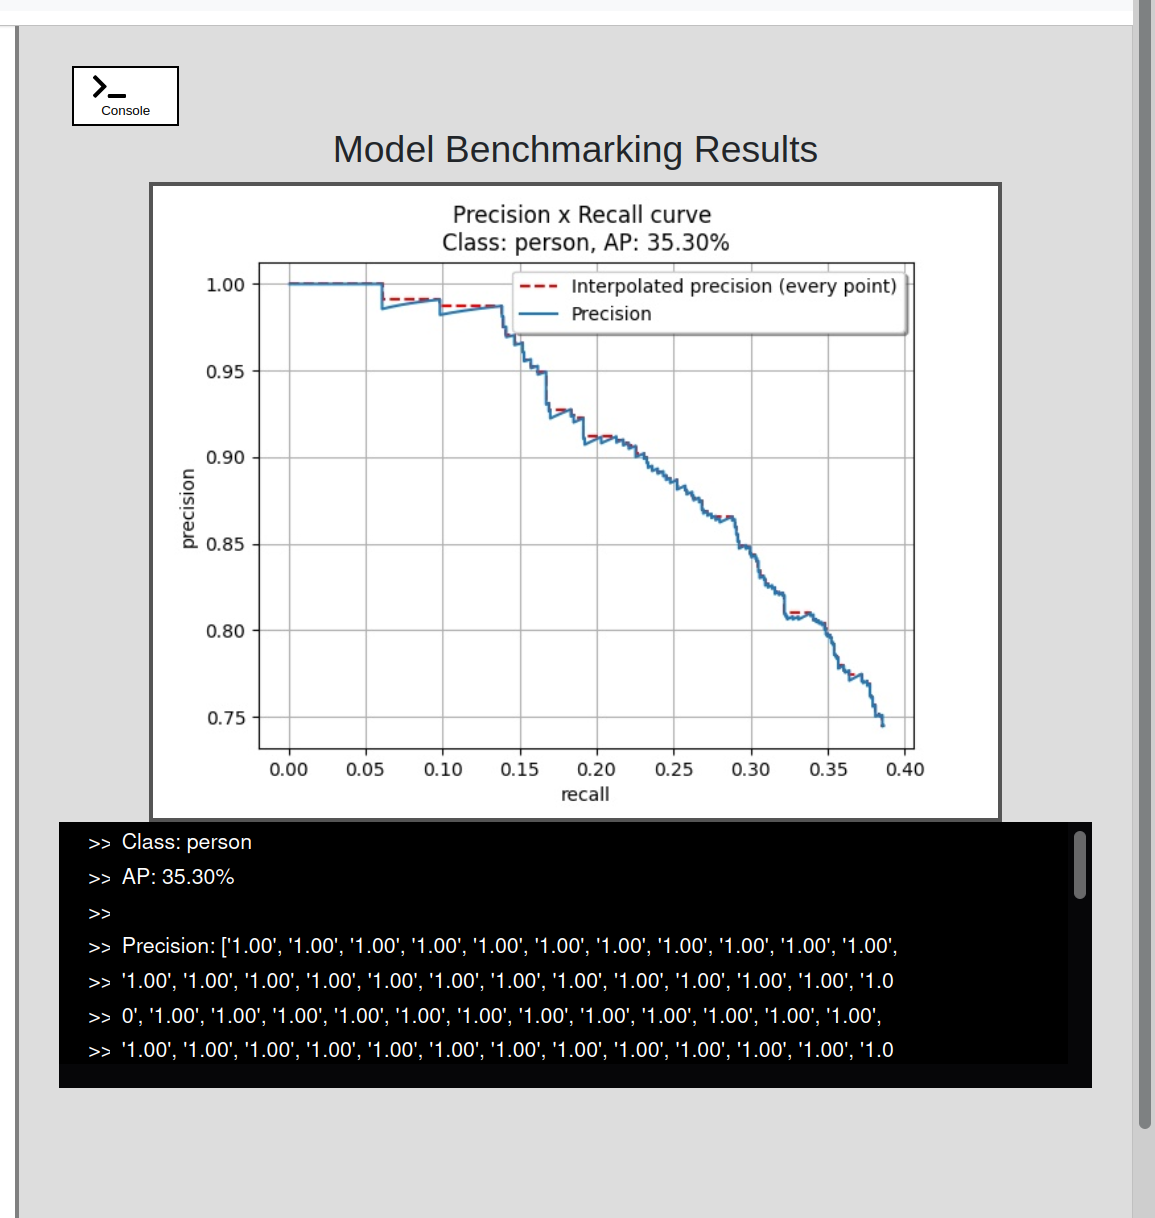 Console
Model Benchmarking Results
Precision x Recall curve
Class: person, AP: 35.30%
Interpolated precision (every point)
Precision
1.00
0.95
0.90
0.85
0.80
0.75
precision
0.00 0.05 0.10 0.15 0.20 0.25 0.30 0.35 0.40
recall
>> Class: person
>> AP: 35.30%
>>
>> Precision: ['1.00', '1.00', '1.00', '1.00', '1.00', '1.00', '1.00', '1.00', '1.00', '1.00', '1.00',
>> '1.00', '1.00', '1.00', '1.00', '1.00', '1.00', '1.00', '1.00', '1.00', '1.00', '1.00', '1.00', '1.0
>> 0', '1.00', '1.00', '1.00', '1.00', '1.00', '1.00', '1.00', '1.00', '1.00', '1.00', '1.00', '1.00',
>> '1.00', '1.00', '1.00', '1.00', '1.00', '1.00', '1.00', '1.00', '1.00', '1.00', '1.00', '1.00', '1.0